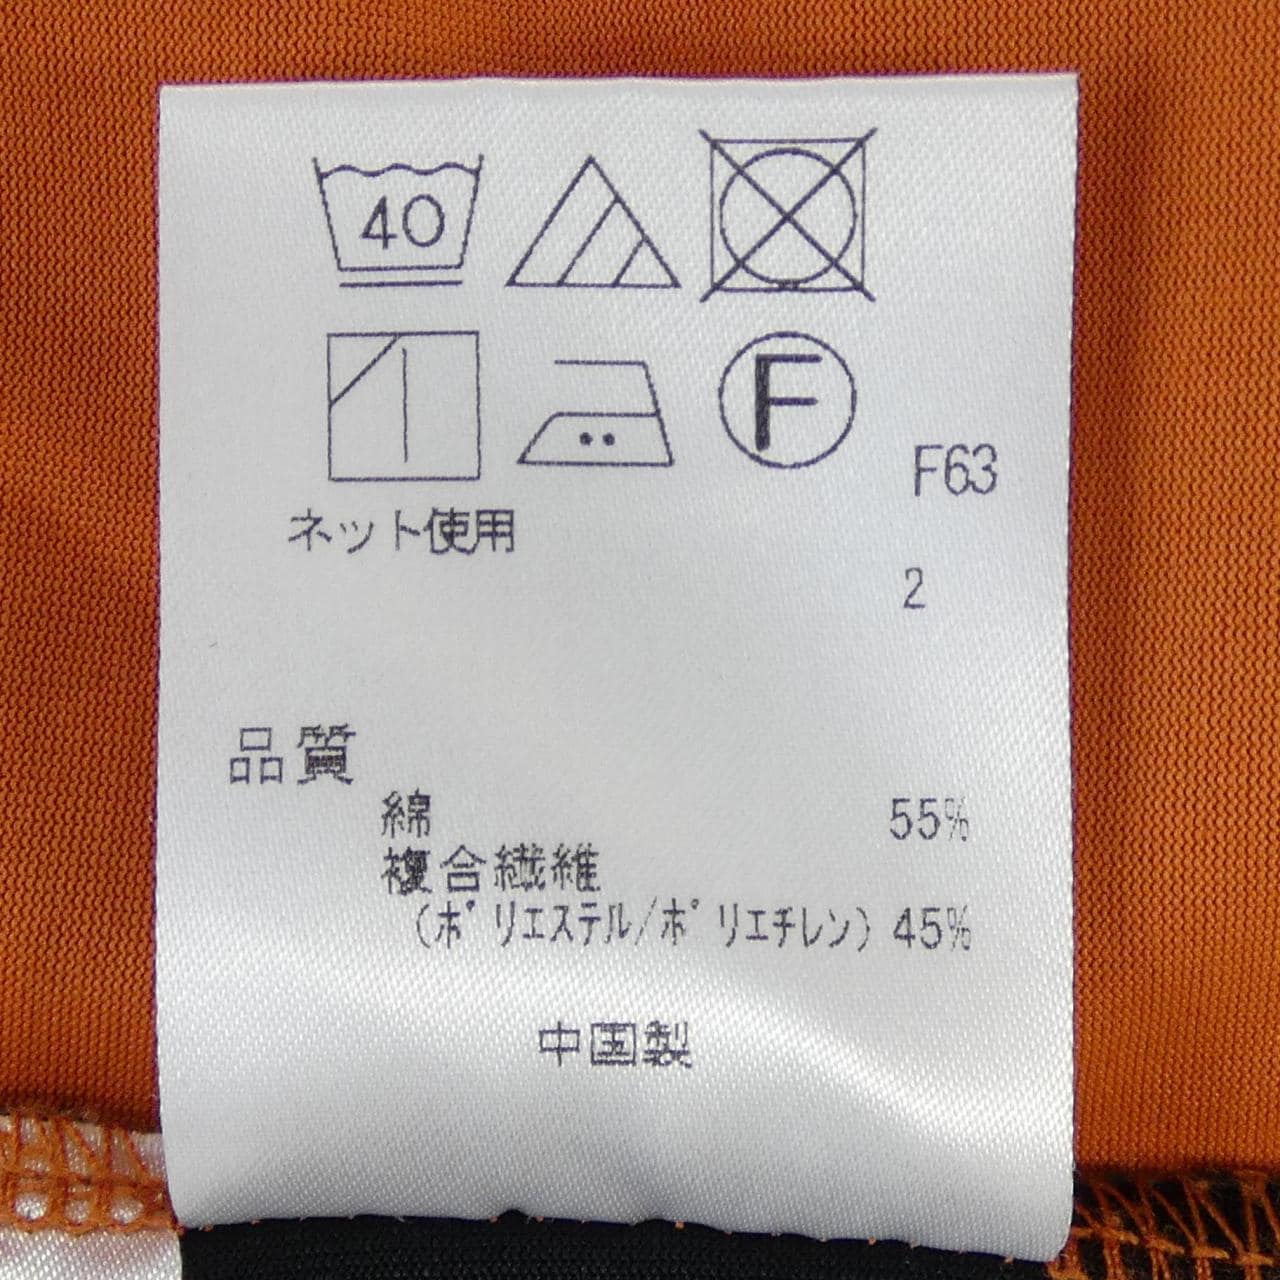 40
F
F63
ネット使用
2
品質
綿 55%
複合繊維
(ポリエステル/ポリエチレン) 45%
中国製